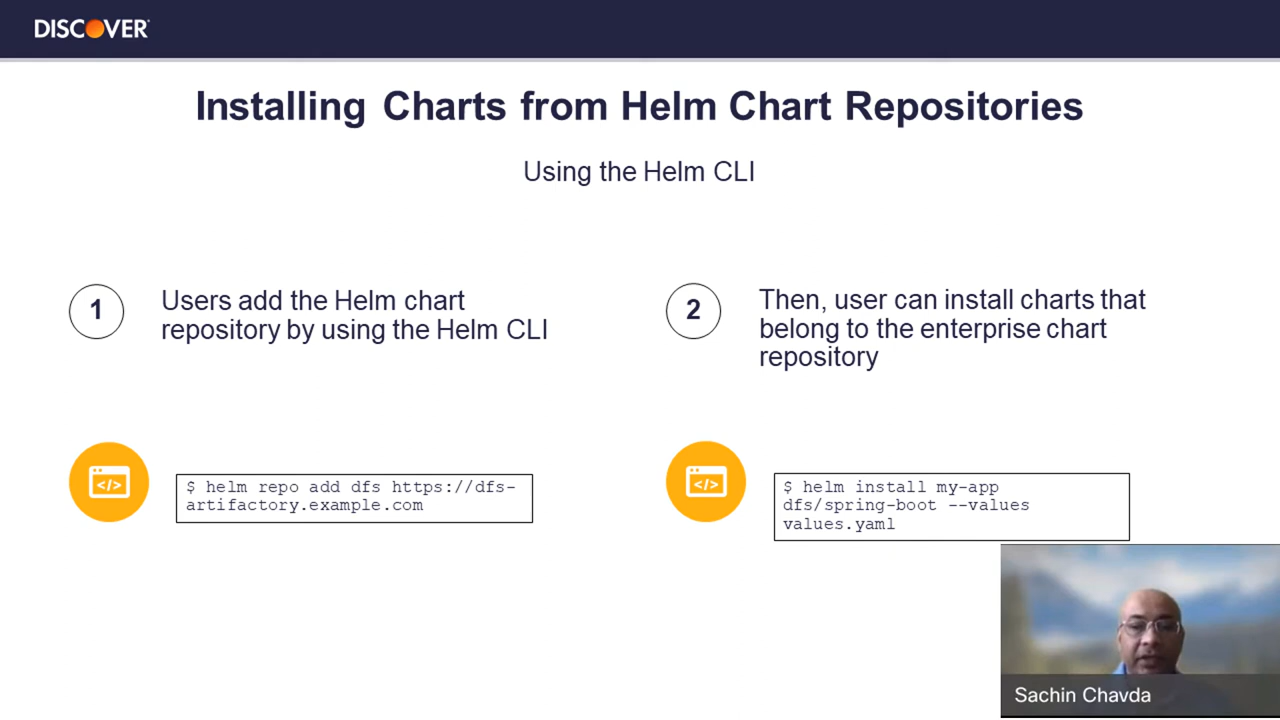 DISCOVER
Installing Charts from Helm Chart Repositories
Using the Helm CLI
1
Users add the Helm chart
repository by using the Helm CLI
</>
$ helm repo add dfs https://dfs-
artifactory.example.com
2
Then, user can install charts that
belong to the enterprise chart
repository
</>
$ helm install my-app
dfs/spring-boot --values
values.yaml
Sachin Chavda